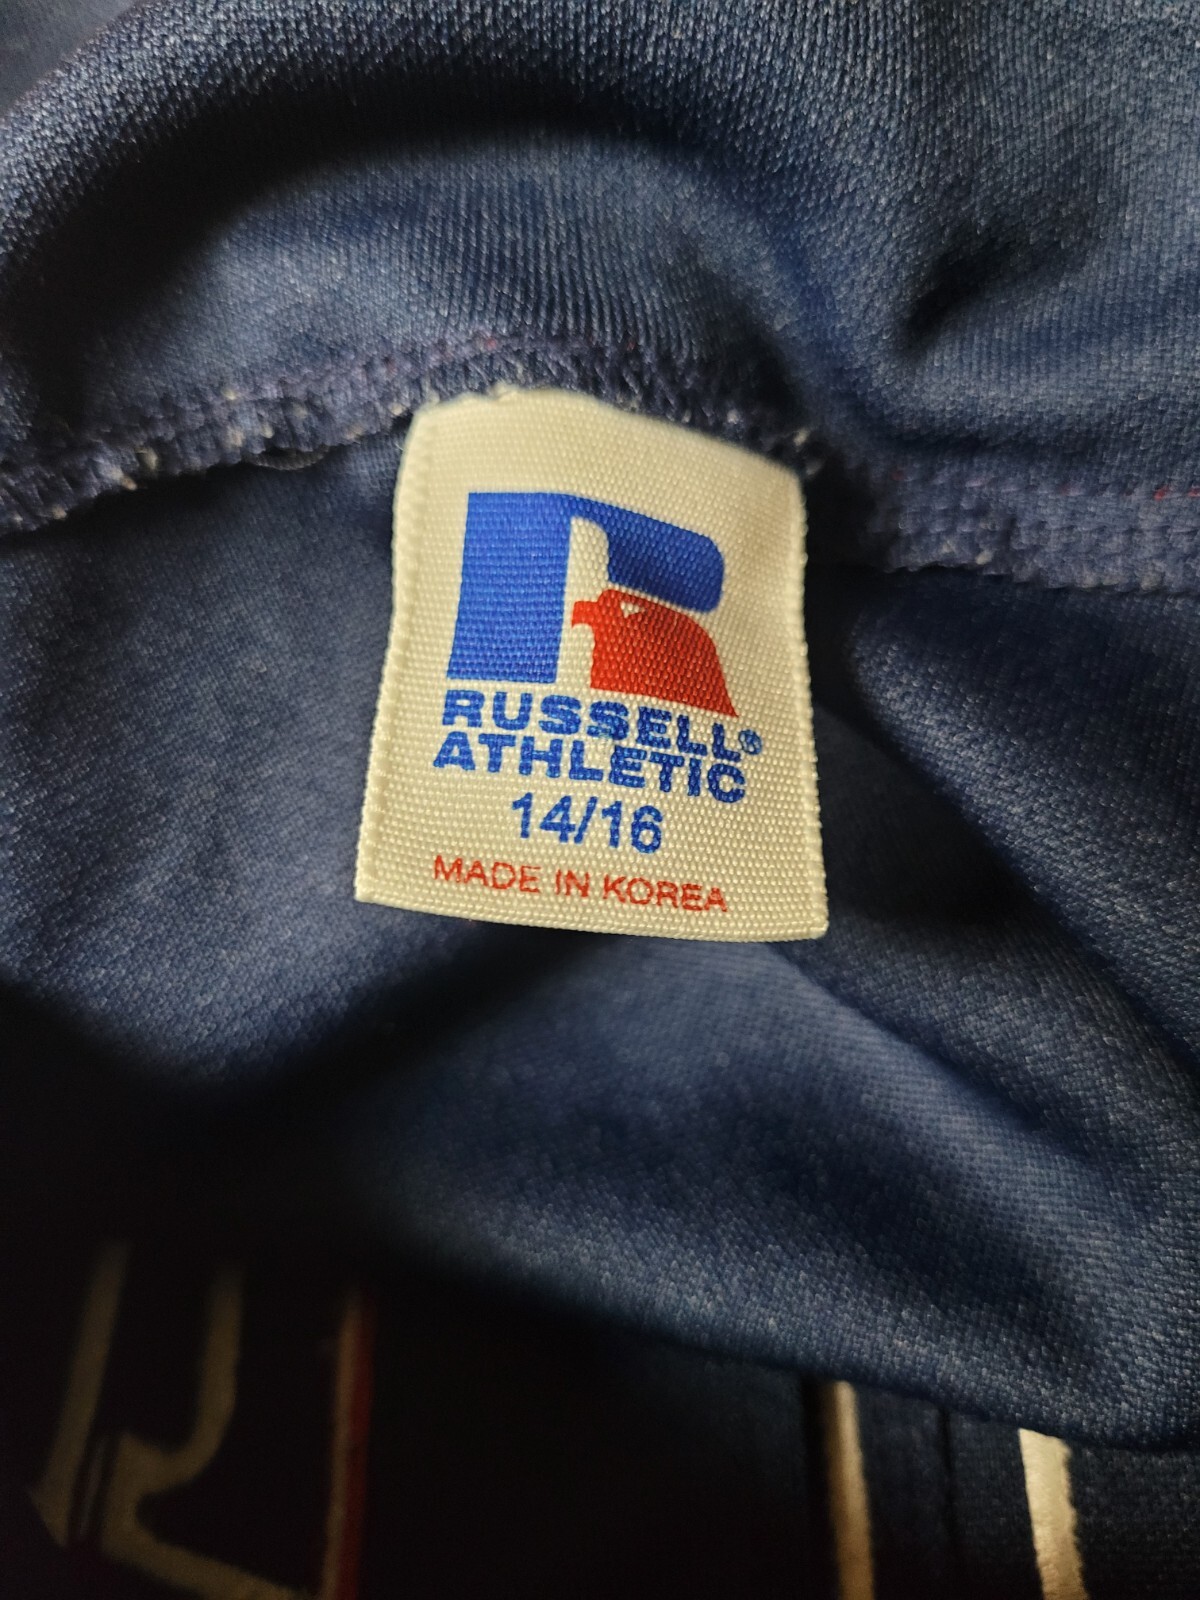 RUSSELL®
ATHLETIC
14/16
MADE IN KOREA